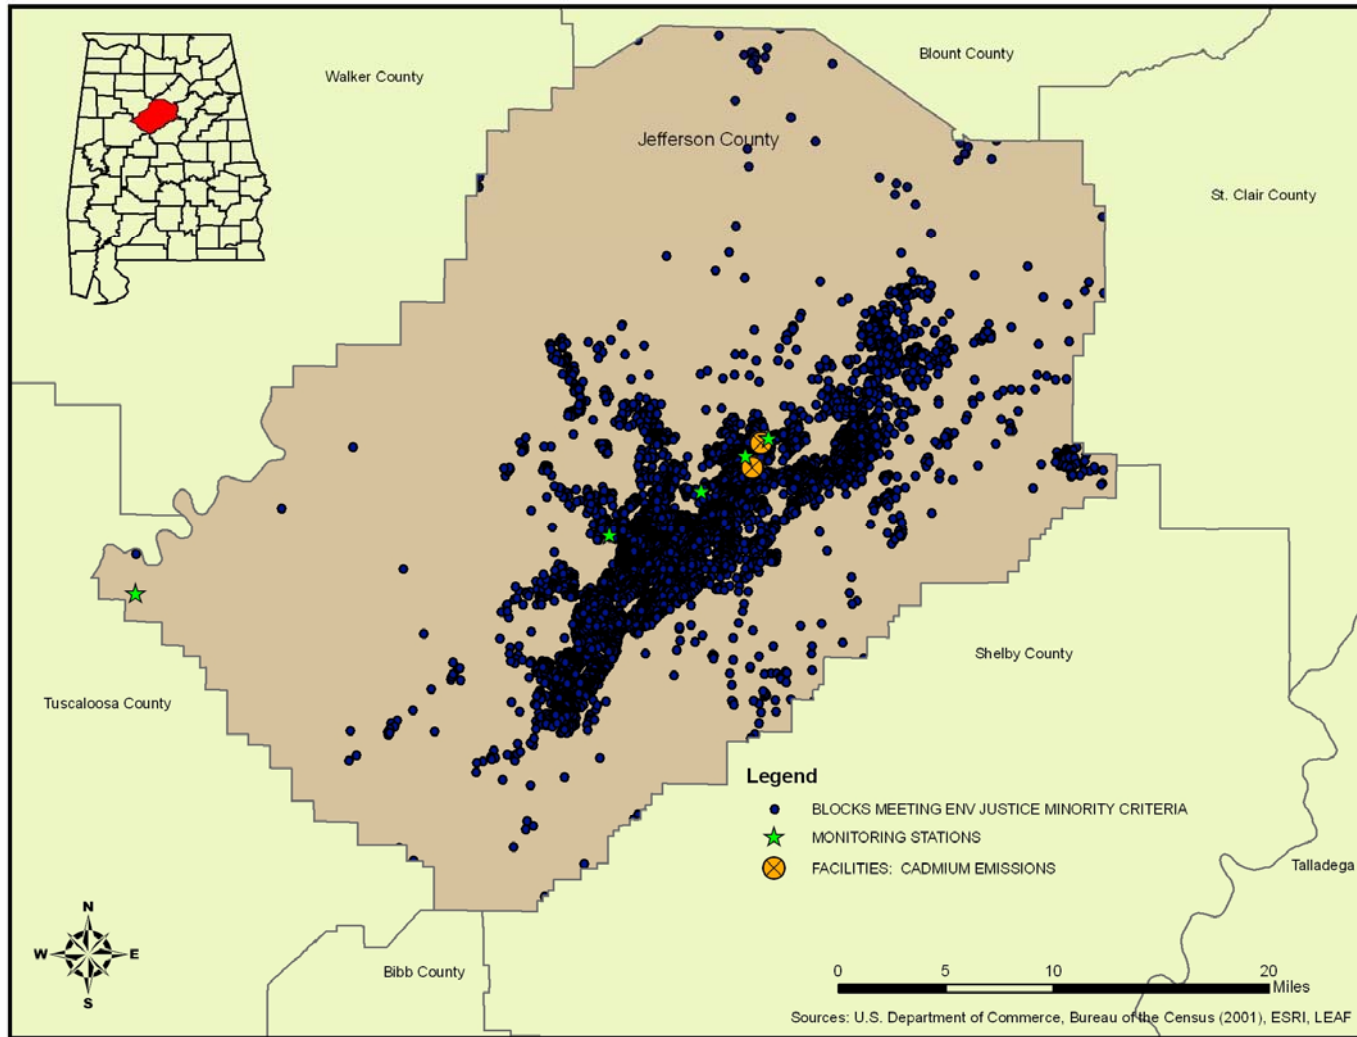 Walker County
Blount County
Jefferson County
St. Clair County
Tuscaloosa County
Shelby County
Legend
BLOCKS MEETING ENV JUSTICE MINORITY CRITERIA
MONITORING STATIONS
FACILITIES: CADMIUM EMISSIONS
Talladega
N
W E
S
Bibb County
0 5 10 20
Miles
Sources: U.S. Department of Commerce, Bureau of the Census (2001), ESRI, LEAF